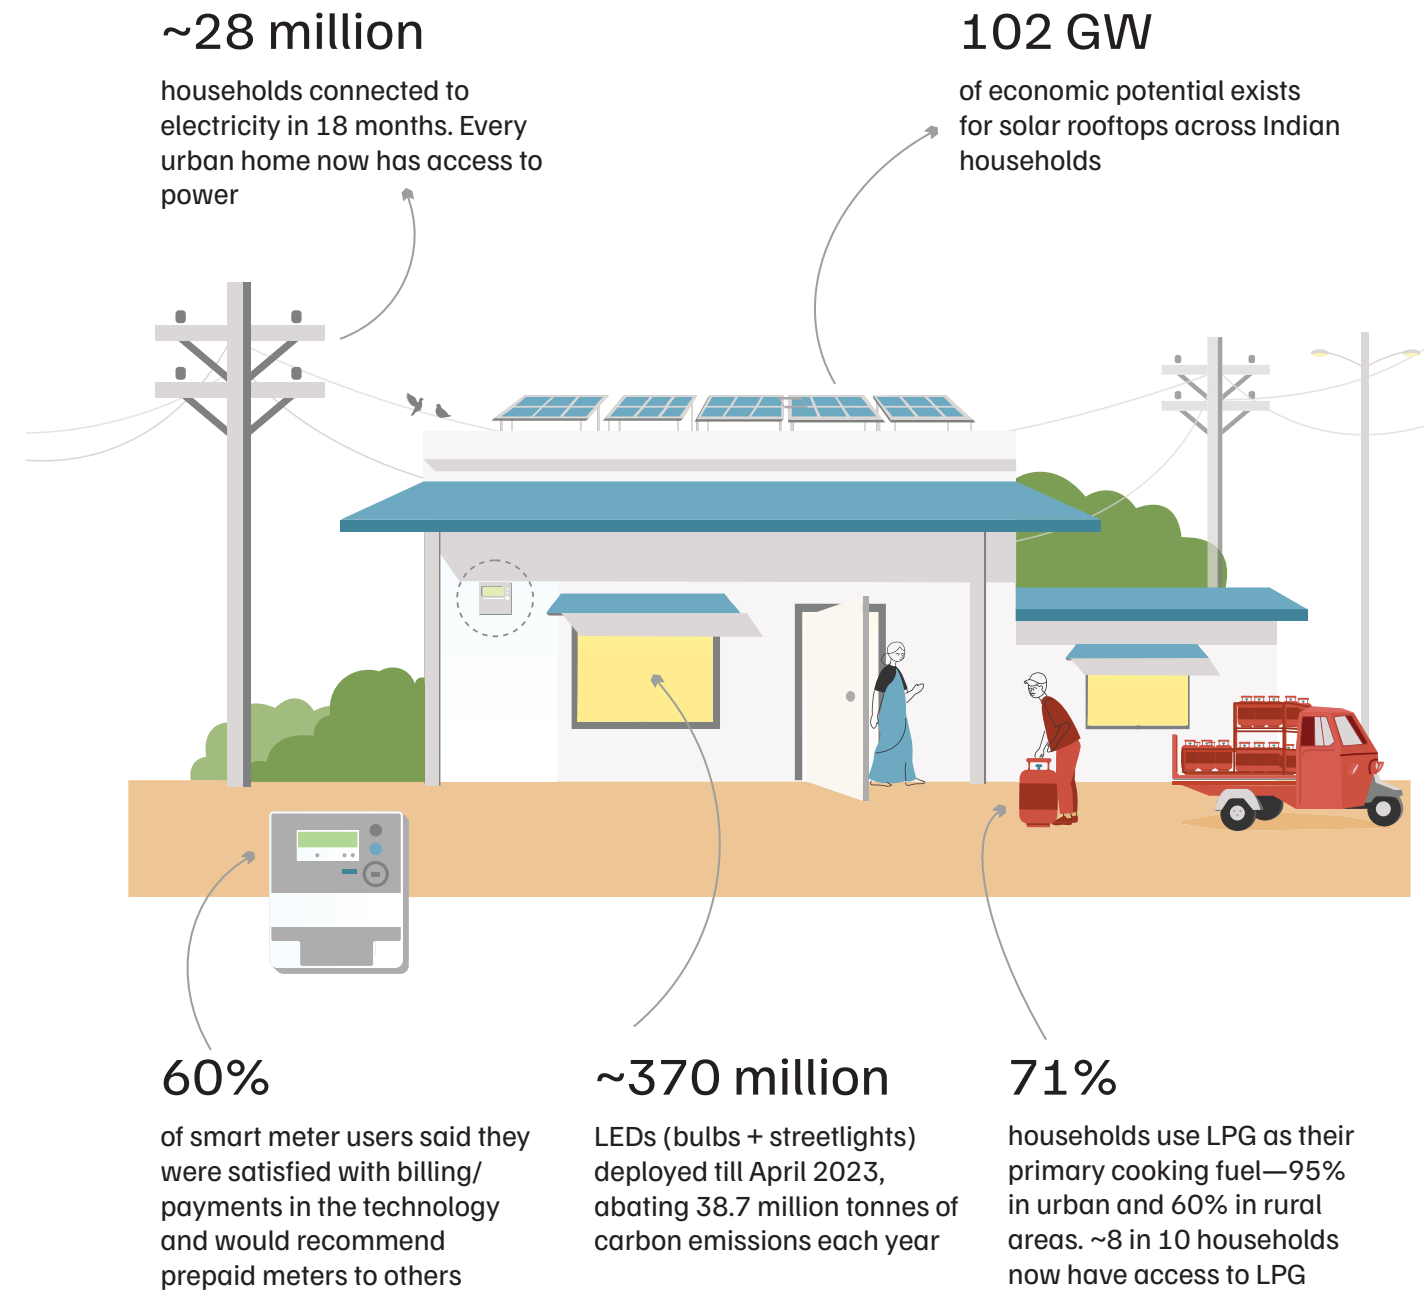 ~28 million
households connected to
electricity in 18 months. Every
urban home now has access to
power
102 GW
of economic potential exists
for solar rooftops across Indian
households
60%
of smart meter users said they
were satisfied with billing/
payments in the technology
and would recommend
prepaid meters to others
~370 million
LEDs (bulbs + streetlights)
deployed till April 2023,
abating 38.7 million tonnes of
carbon emissions each year
71%
households use LPG as their
primary cooking fuel—95%
in urban and 60% in rural
areas. ~8 in 10 households
now have access to LPG